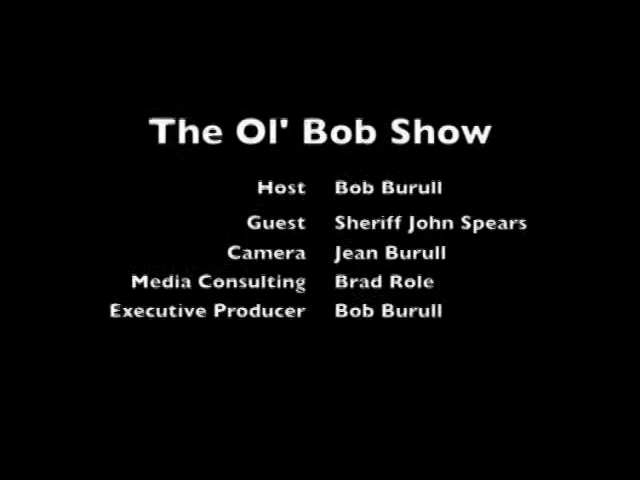 The Ol' Bob Show
Host Bob Burull
Guest Sheriff John Spears
Camera Jean Burull
Media Consulting Brad Role
Executive Producer Bob Burull